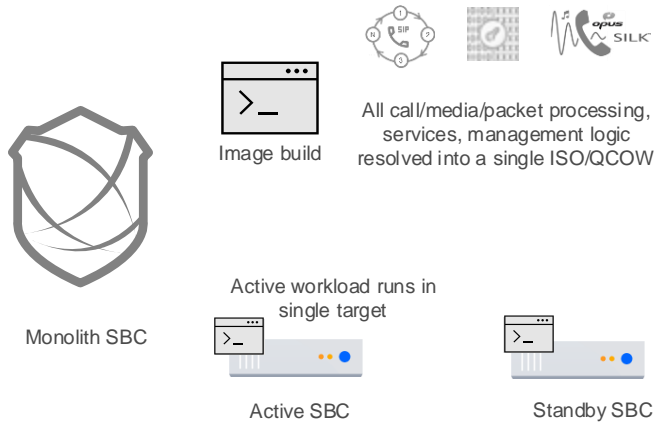 1
SIP
N
2
3
opus
SILK
>_
Image build
All call/media/packet processing,
services, management logic
resolved into a single ISO/QCOW
Monolith SBC
Active workload runs in
single target
>_
>_
Active SBC
Standby SBC